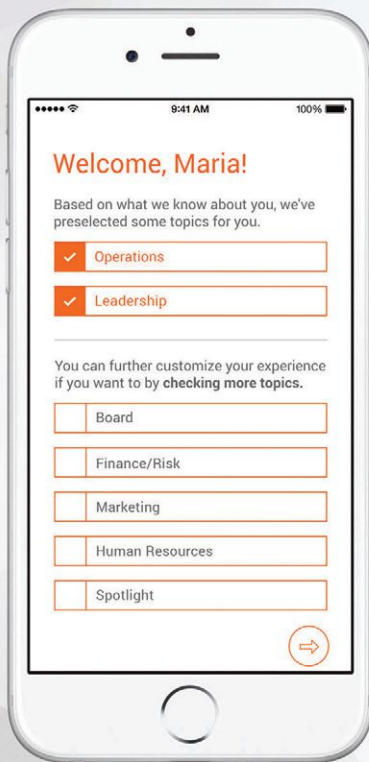 9:41 AM 100%
Welcome, Maria!
Based on what we know about you, we've
preselected some topics for you.
Operations
Leadership
You can further customize your experience
if you want to by checking more topics.
Board
Finance/Risk
Marketing
Human Resources
Spotlight